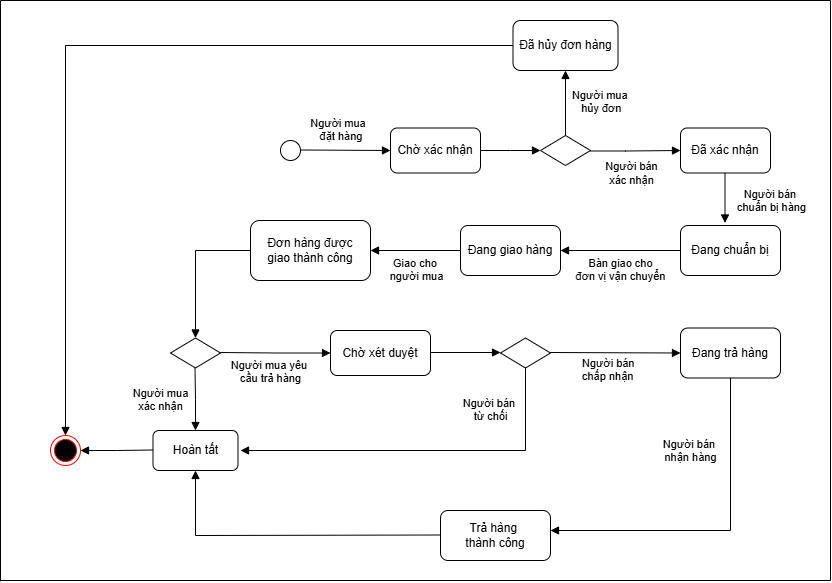 Đã hủy đơn hàng
Người mua
hủy đơn
Người mua
đặt hàng
Chờ xác nhận
Đã xác nhận
Người bán
xác nhận
Người bán
chuẩn bị hàng
Đơn hàng được
giao thành công
Giao cho
người mua
Đang giao hàng
Bàn giao cho
đơn vị vận chuyển
Đang chuẩn bị
Người mua yêu
cầu trả hàng
Chờ xét duyệt
Người bán
chấp nhận
Đang trả hàng
Người mua
xác nhận
Người bán
từ chối
Hoàn tất
Người bán
nhận hàng
Trả hàng
thành công